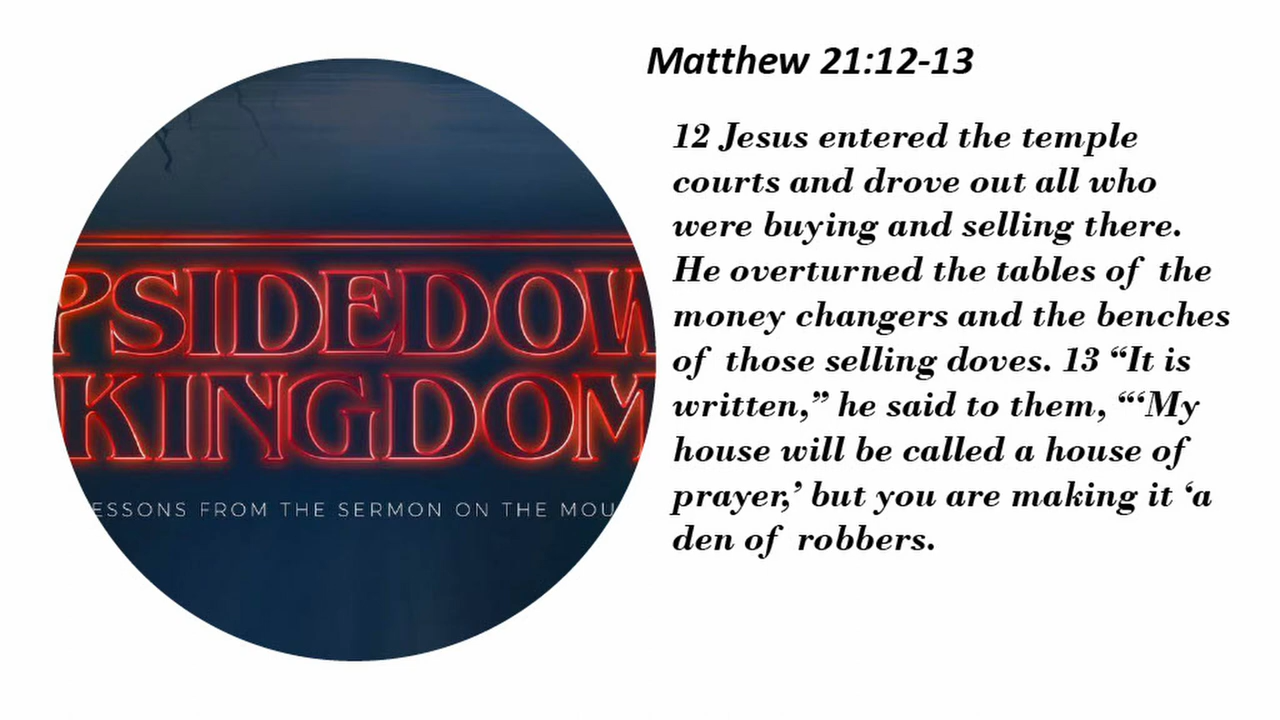 Matthew 21:12-13
12 Jesus entered the temple
courts and drove out all who
were buying and selling there.
He overturned the tables of the
money changers and the benches
of those selling doves. 13 “It is
written,” he said to them, “‘My
house will be called a house of
prayer,’ but you are making it ‘a
den of robbers.
PSIDEDOW
KINGDOM
ESSONS FROM THE SERMON ON THE MOU